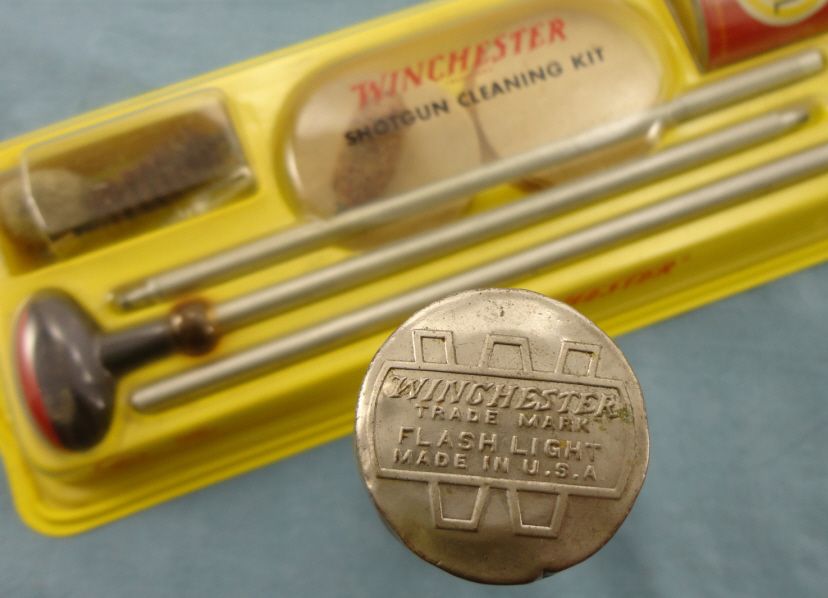 WINCHESTER
SHOTGUN CLEANING KIT
WINCHESTER
TRADE MARK
FLASH LIGHT
MADE IN U.S.A